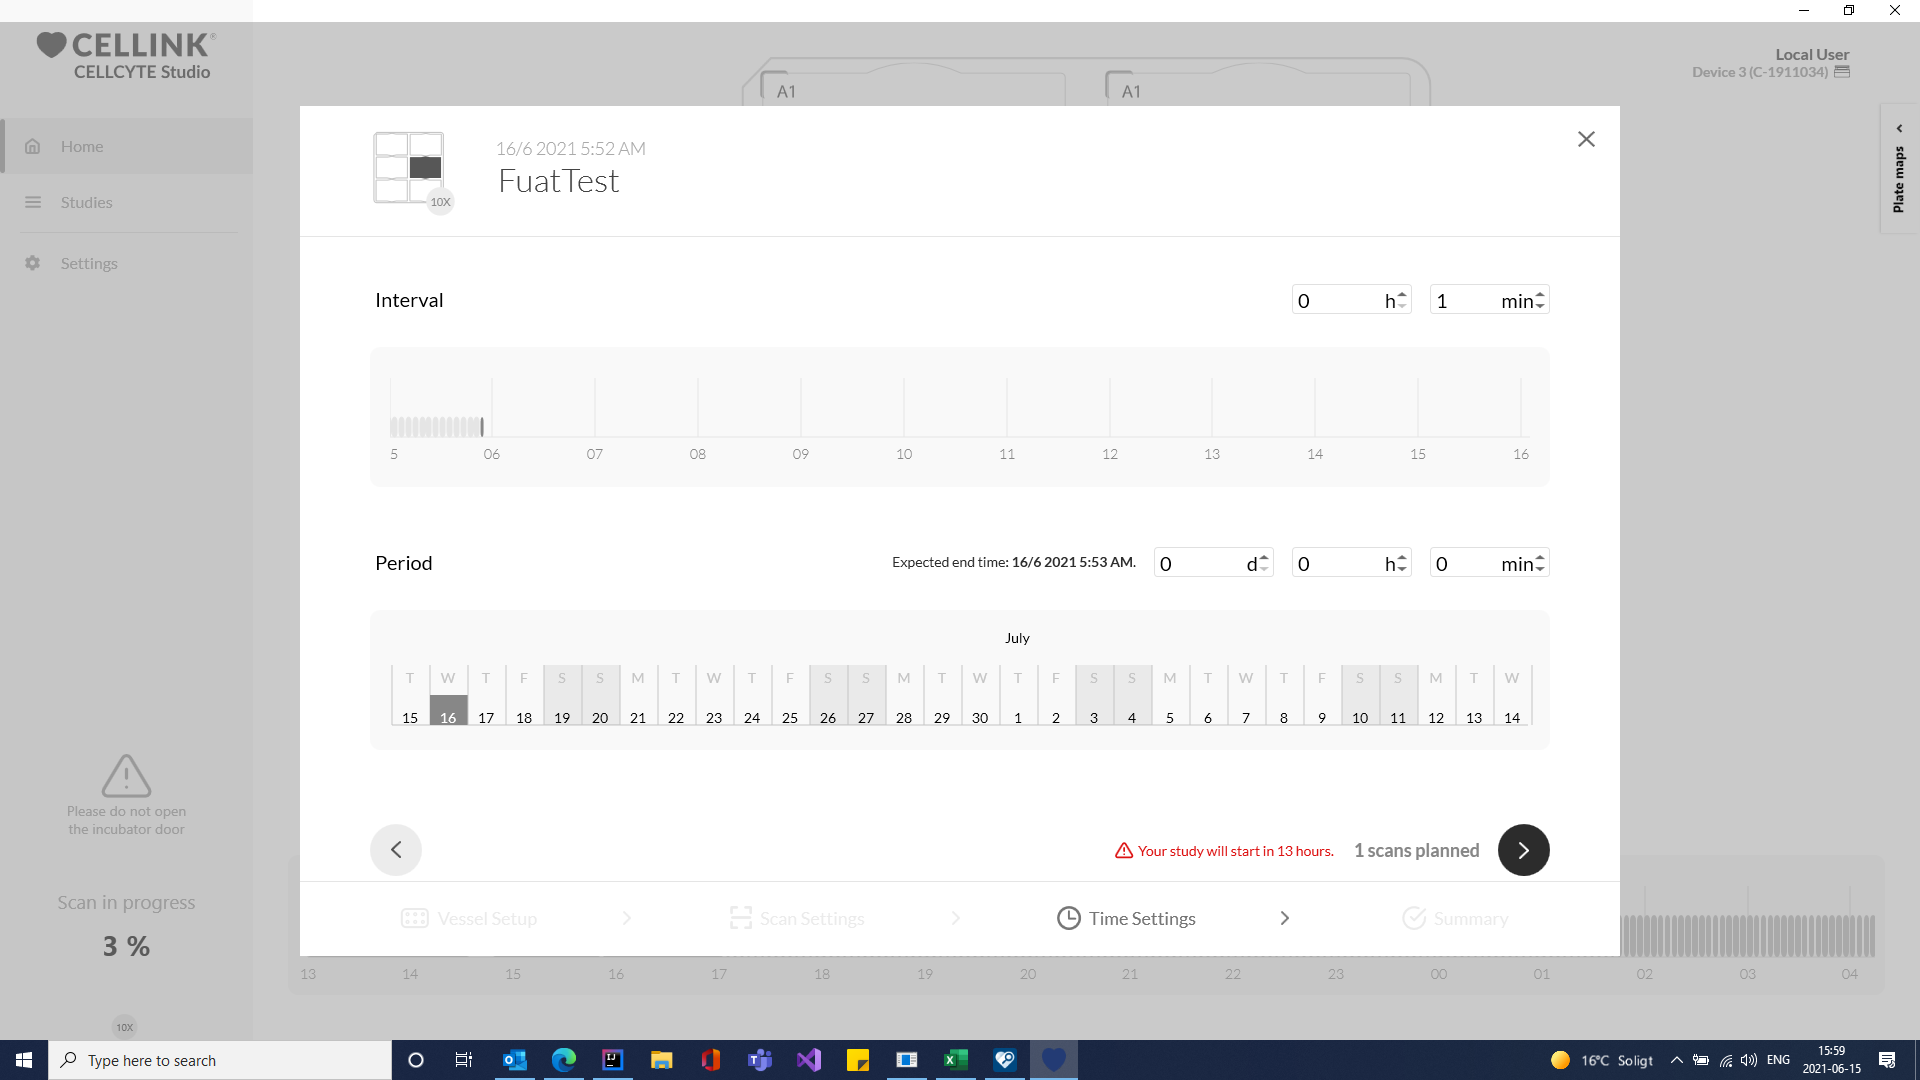 CELLINK®
CELLCYTE Studio
Local User
Device 3 (C-1911034)
A1
A1
Home
Studies
Settings
Plate maps
10X
16/6 2021 5:52 AM
FuatTest
Interval
0 h
1 min
5 06 07 08 09 10 11 12 13 14 15 16
Period
Expected end time: 16/6 2021 5:53 AM.
0 d
0 h
0 min
July
T W T F S S M T W T F S S M T W T F S S M T W T F S S M T W
15 16 17 18 19 20 21 22 23 24 25 26 27 28 29 30 1 2 3 4 5 6 7 8 9 10 11 12 13 14
Please do not open
the incubator door
Your study will start in 13 hours.
1 scans planned
Scan in progress
3 %
Vessel Setup
Scan Settings
Time Settings
Summary
13 14 15 16 17 18 19 20 21 22 23 00 01 02 03 04
10X
Type here to search
16°C Soligt
ENG
15:59
2021-06-15